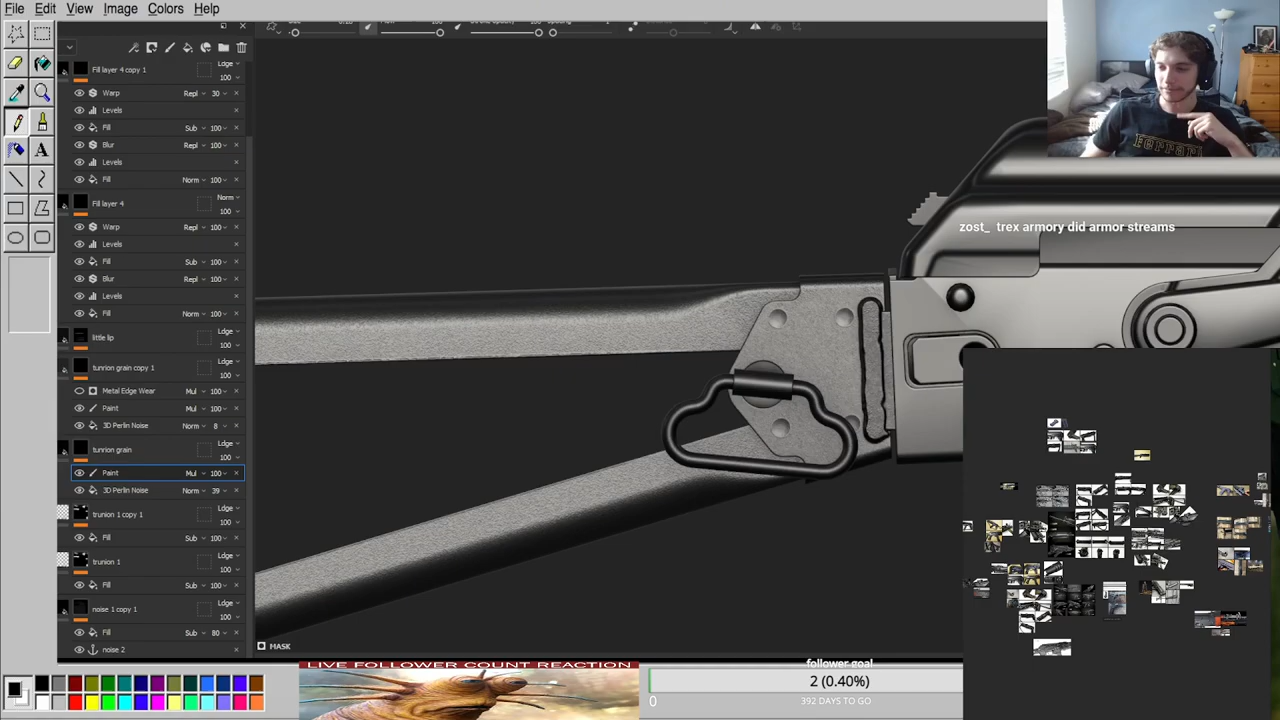 File Edit View Image Colors Help
Ldge
Fill layer 4 copy 1 100
Warp Repl 30
Levels
Fill Sub 100
Blur Repl 100
Levels
Fill Norm 100
Norm
Fill layer 4 100
Warp Repl 100
Levels
Fill Sub 100
Blur Repl 100
Levels
Fill Norm 100
Ldge
little lip 100
Ldge
tunrion grain copy 1 100
Metal Edge Wear Mul 100
Paint Mul 100
3D Perlin Noise Norm 8
Ldge
tunrion grain 100
Paint Mul 100
3D Perlin Noise Norm 39
Ldge
trunion 1 copy 1 100
Fill Sub 100
Ldge
trunion 1 100
Fill Sub 100
Ldge
noise 1 copy 1 100
Fill Sub 80
noise 2
MASK
Ferrari
zost_ trex armory did armor streams
LIVE FOLLOWER COUNT REACTION
follower goal
2 (0.40%)
0
392 DAYS TO GO